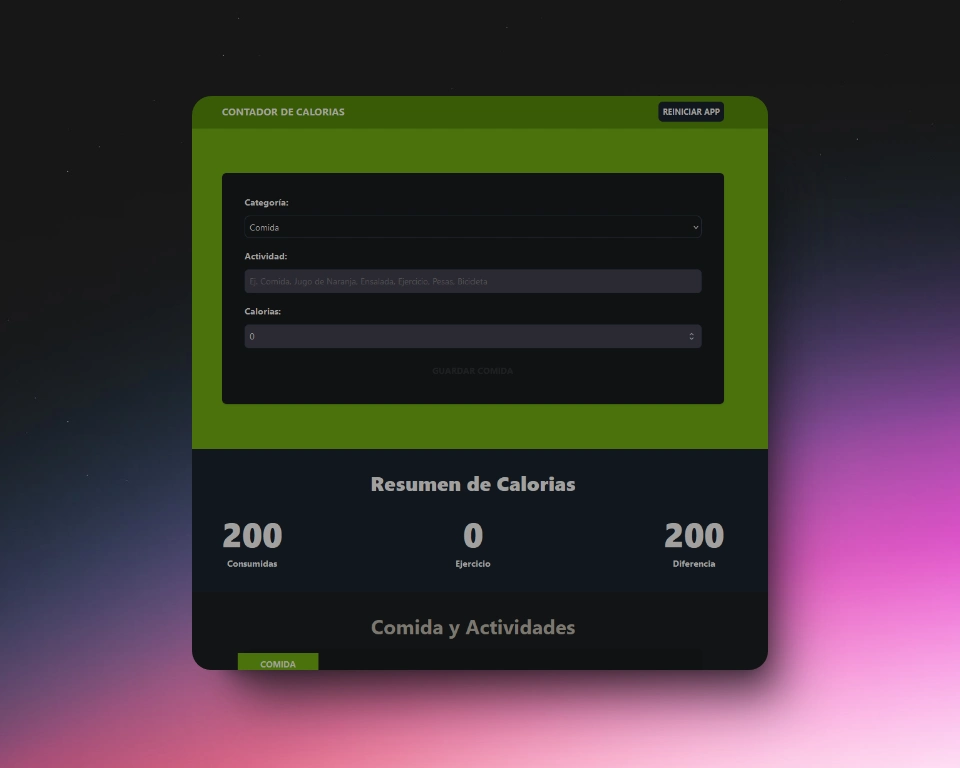 CONTADOR DE CALORIAS
REINICIAR APP
Categoría:
Comida
Actividad:
Ej. Comida, Jugo de Naranja, Ensalada, Ejercicio, Pesas, Bicicleta
Calorias:
0
GUARDAR COMIDA
Resumen de Calorias
200 0 200
Consumidas Ejercicio Diferencia
Comida y Actividades
COMIDA